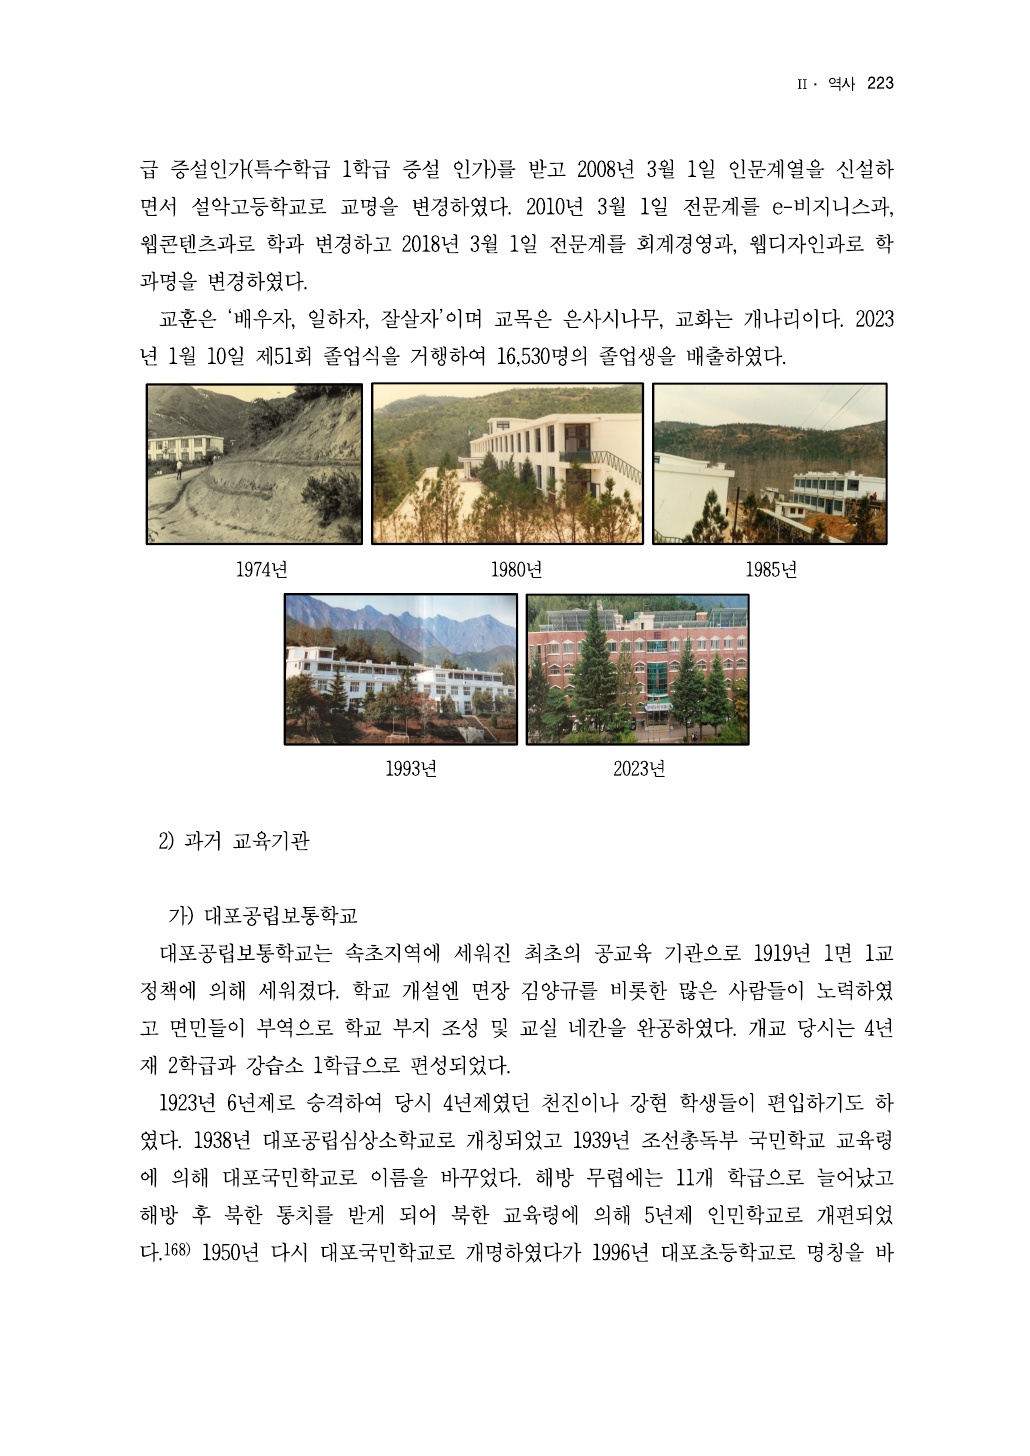 II · 역사 223
급 증설인가(특수학급 1학급 증설 인가)를 받고 2008년 3월 1일 인문계열을 신설하
면서 설악고등학교로 교명을 변경하였다. 2010년 3월 1일 전문계를 e-비지니스과,
웹콘텐츠과로 학과 변경하고 2018년 3월 1일 전문계를 회계경영과, 웹디자인과로 학
과명을 변경하였다.
교훈은 '배우자, 일하자, 잘살자'이며 교목은 은사시나무, 교화는 개나리이다. 2023
년 1월 10일 제51회 졸업식을 거행하여 16,530명의 졸업생을 배출하였다.
1974년 1980년 1985년
1993년 2023년
2) 과거 교육기관
가) 대포공립보통학교
대포공립보통학교는 속초지역에 세워진 최초의 공교육 기관으로 1919년 1면 1교
정책에 의해 세워졌다. 학교 개설엔 면장 김양규를 비롯한 많은 사람들이 노력하였
고 면민들이 부역으로 학교 부지 조성 및 교실 네칸을 완공하였다. 개교 당시는 4년
재 2학급과 강습소 1학급으로 편성되었다.
1923년 6년제로 승격하여 당시 4년제였던 천진이나 강현 학생들이 편입하기도 하
였다. 1938년 대포공립심상소학교로 개칭되었고 1939년 조선총독부 국민학교 교육령
에 의해 대포국민학교로 이름을 바꾸었다. 해방 무렵에는 11개 학급으로 늘어났고
해방 후 북한 통치를 받게 되어 북한 교육령에 의해 5년제 인민학교로 개편되었
다.168) 1950년 다시 대포국민학교로 개명하였다가 1996년 대포초등학교로 명칭을 바